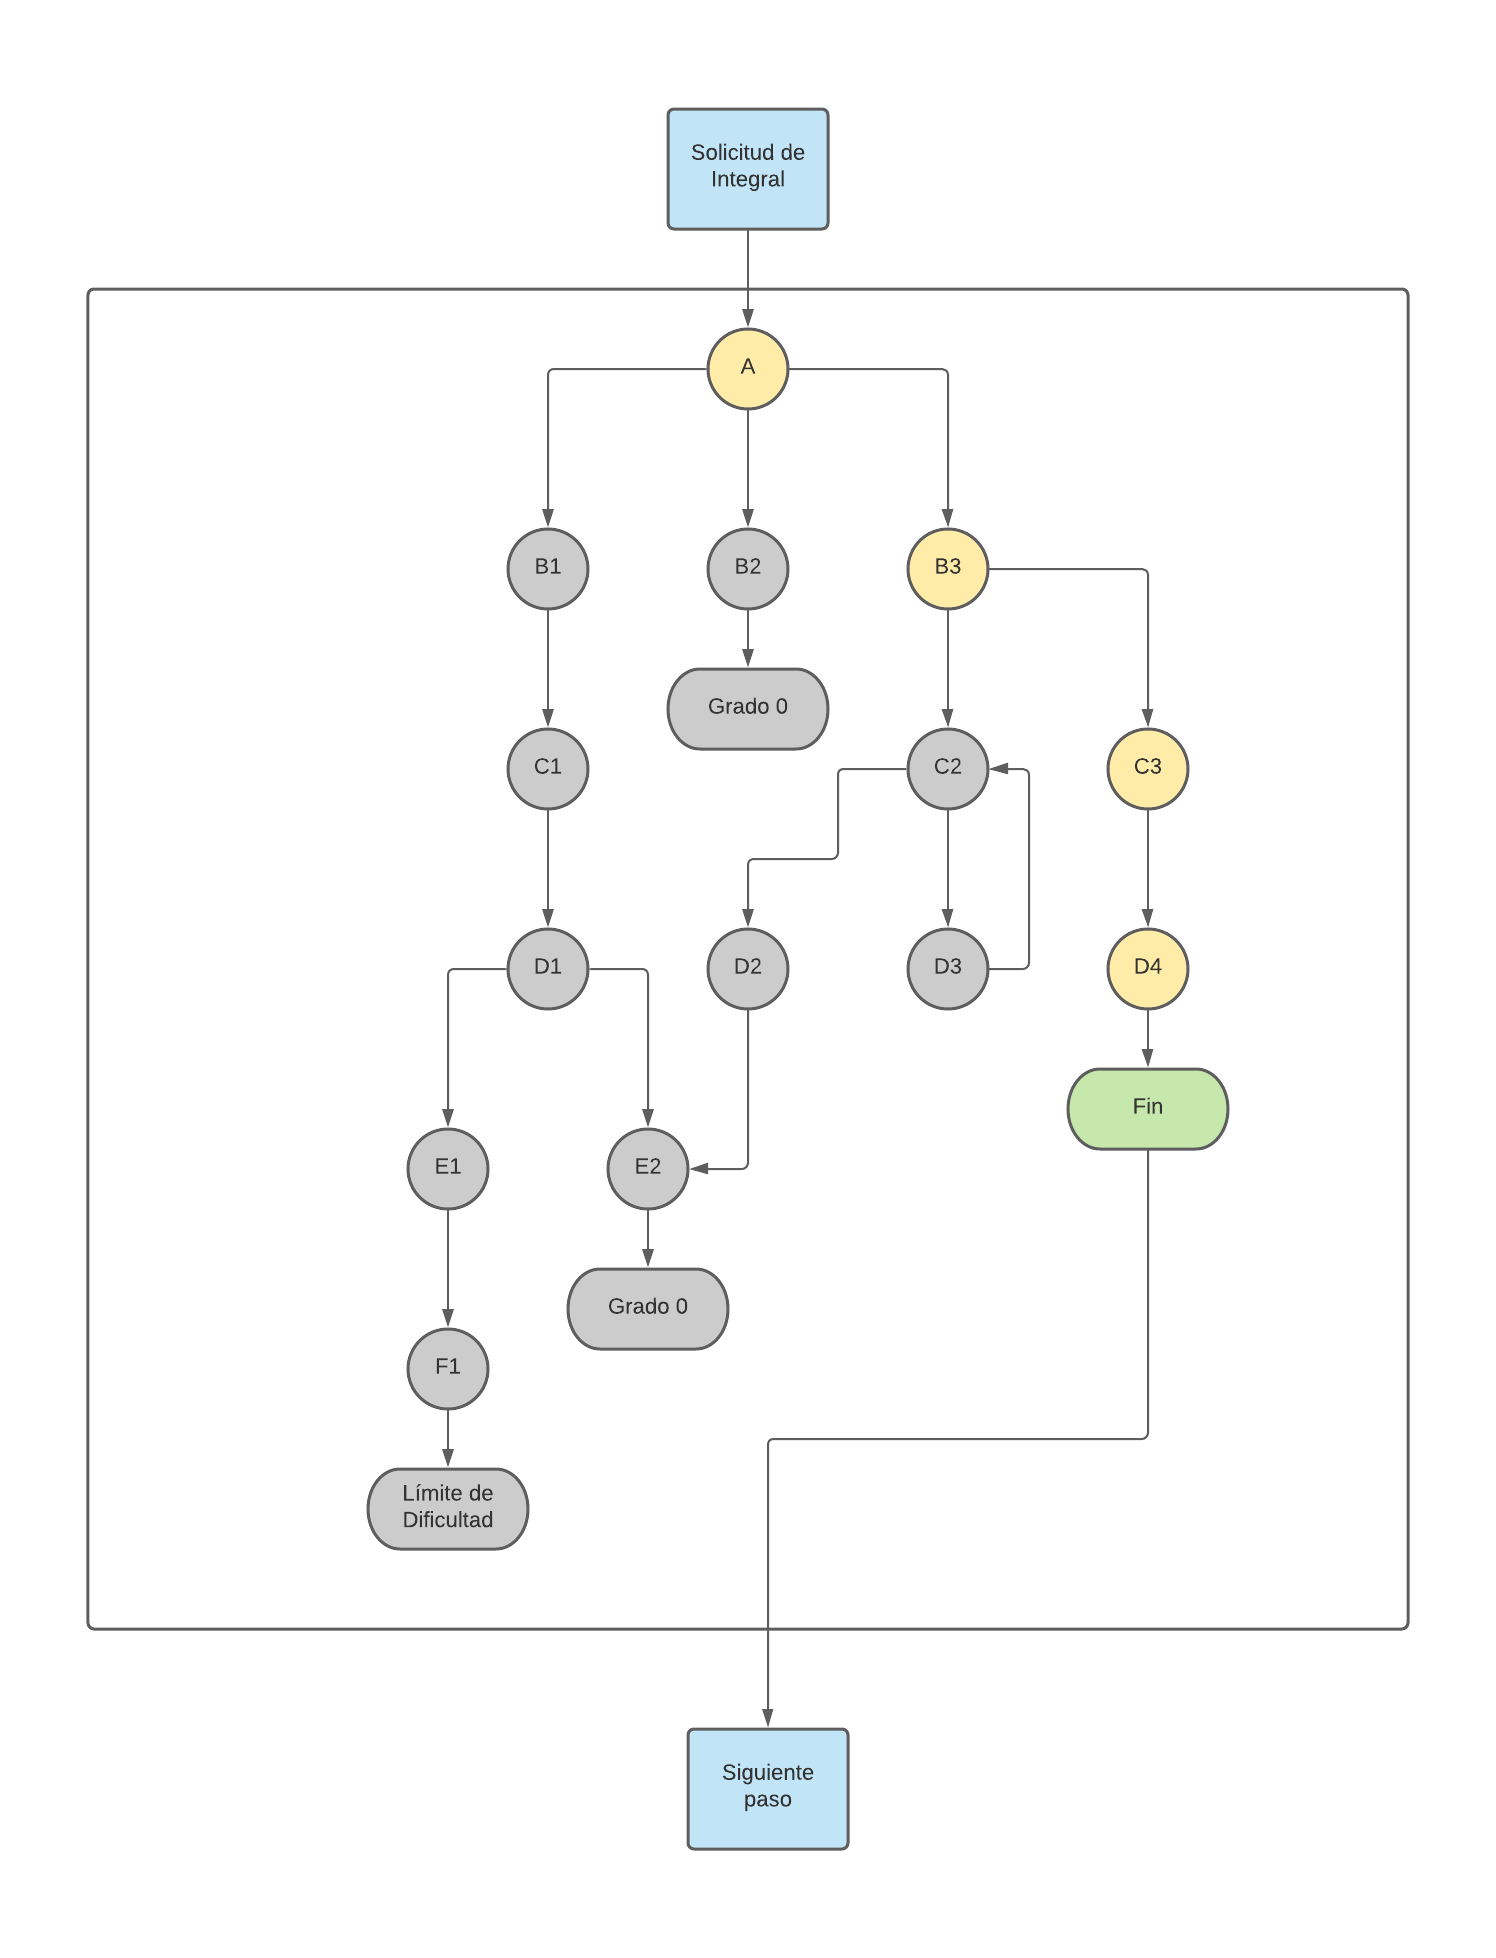 Solicitud de
Integral
A
B1
B2
B3
Grado 0
C1
C2
C3
D1
D2
D3
D4
Fin
E1
E2
Grado 0
F1
Límite de
Dificultad
Siguiente
paso